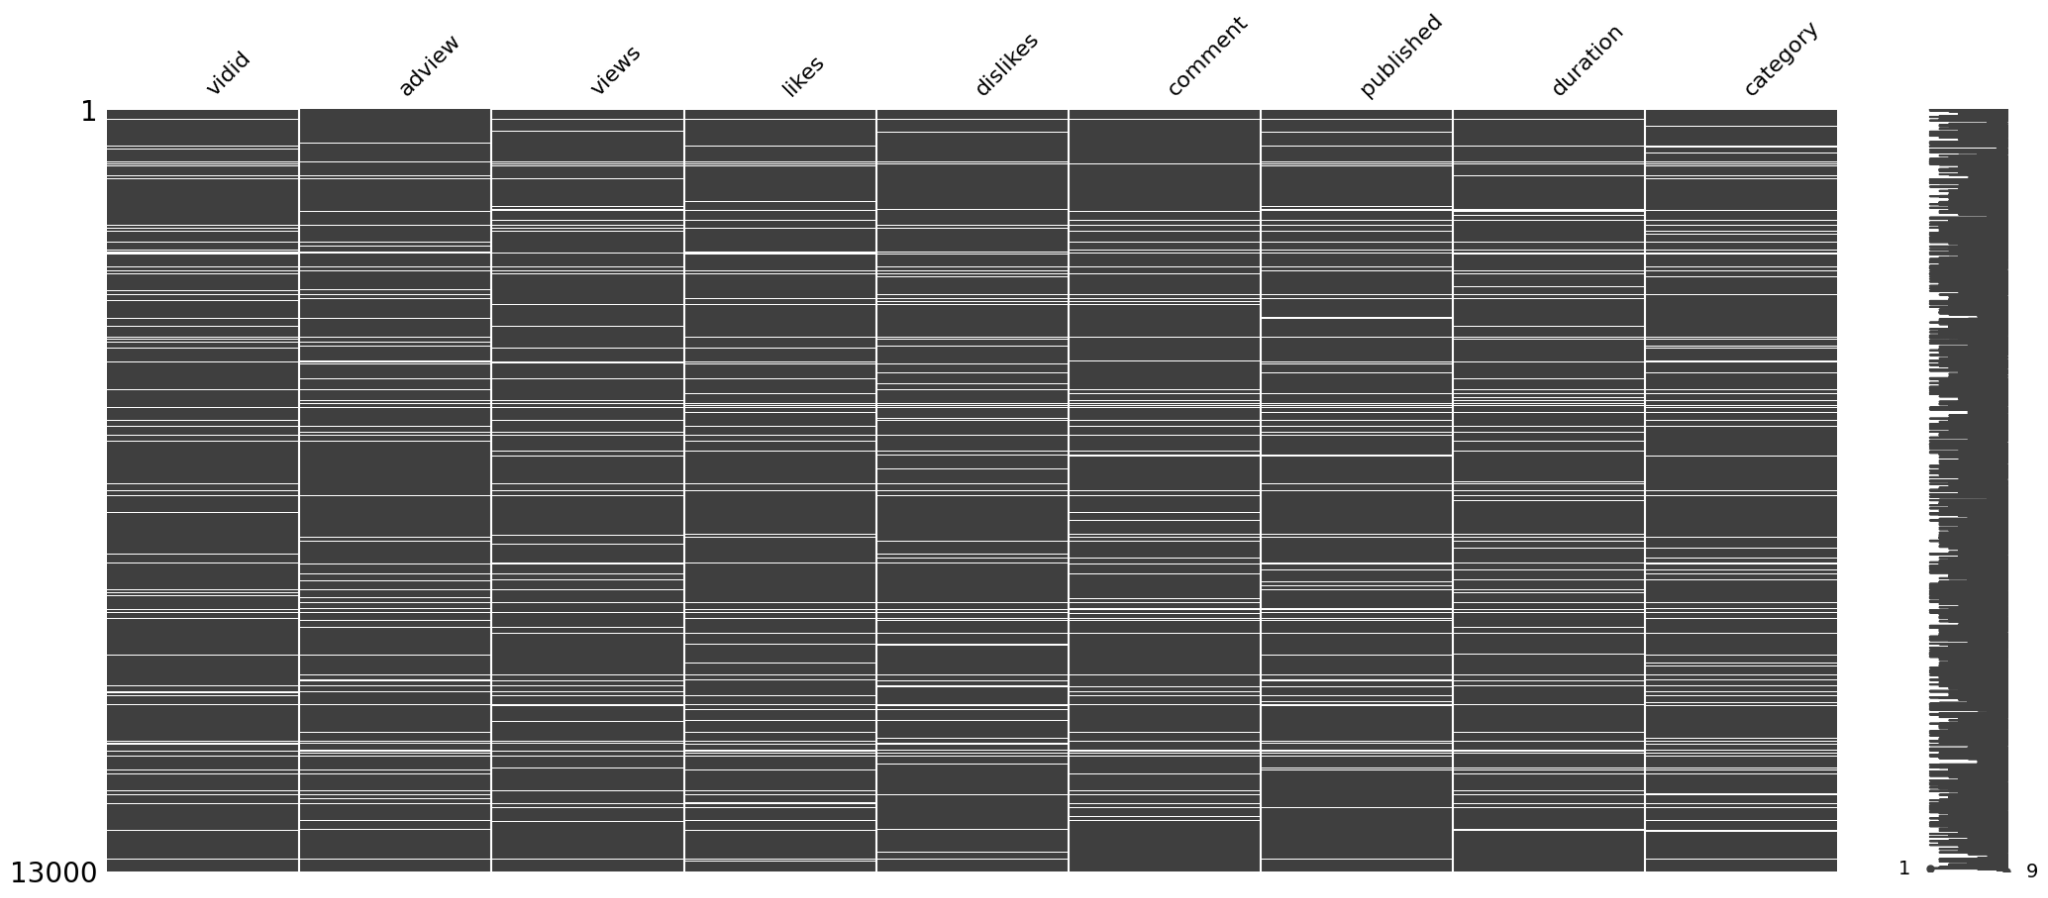 vidid adview views likes dislikes comment published duration category
1
13000
1 9